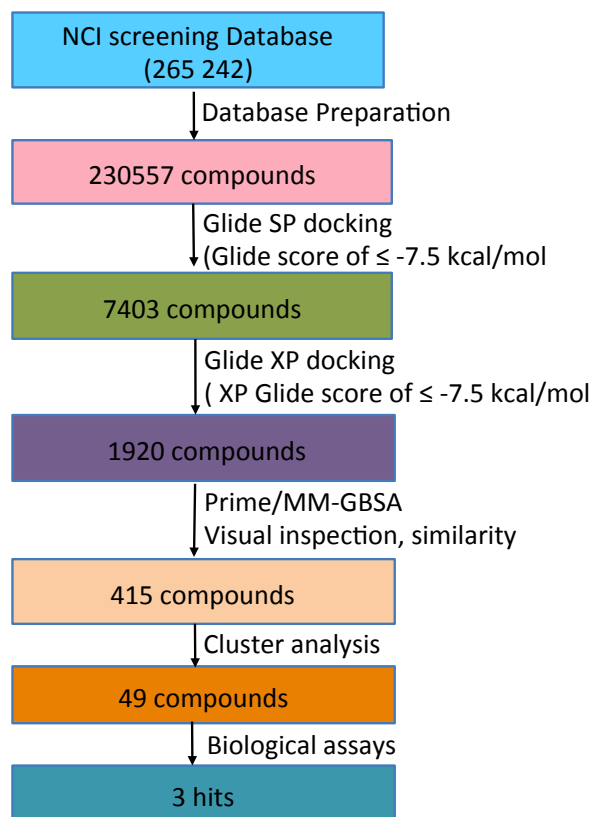 NCI screening Database
(265 242)
Database Preparation
230557 compounds
Glide SP docking
(Glide score of ≤ -7.5 kcal/mol
7403 compounds
Glide XP docking
( XP Glide score of ≤ -7.5 kcal/mol
1920 compounds
Prime/MM-GBSA
Visual inspection, similarity
415 compounds
Cluster analysis
49 compounds
Biological assays
3 hits